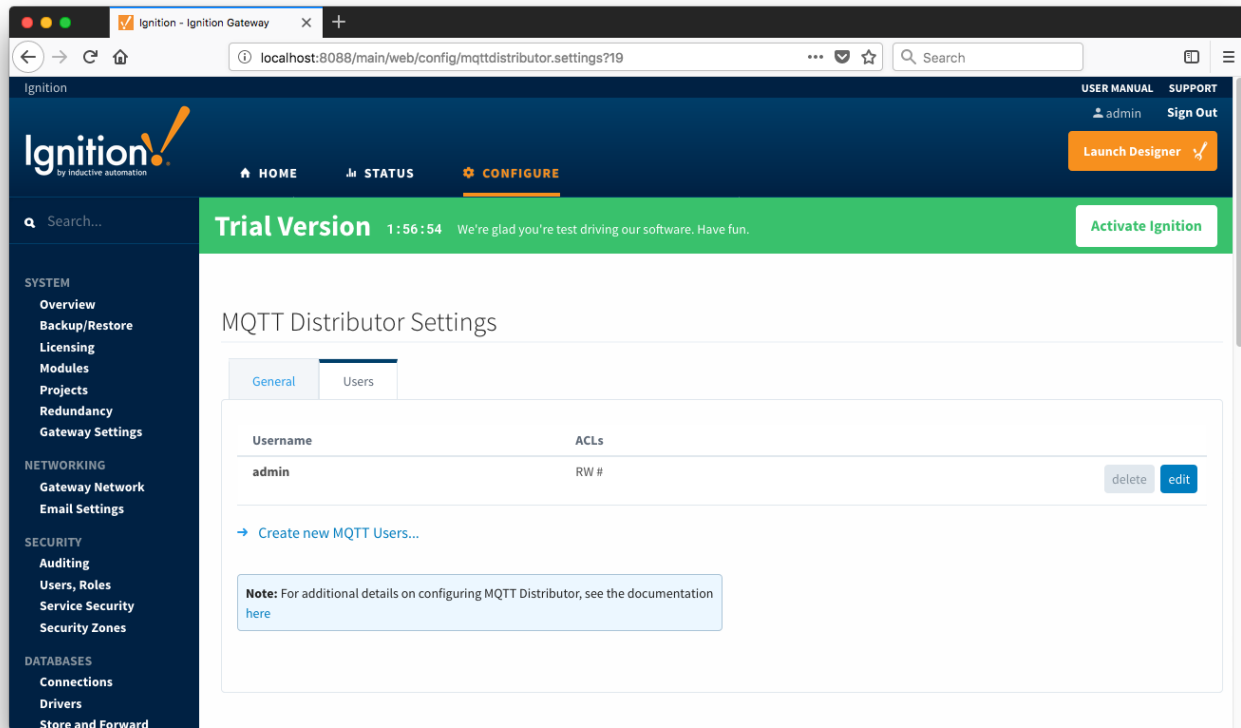 Ignition - Ignition Gateway
localhost:8088/main/web/config/mqttdistributor.settings?19
Search
Ignition
USER MANUAL SUPPORT
admin Sign Out
Ignition!
by inductive automation
Launch Designer
HOME STATUS CONFIGURE
Search...
Trial Version 1:56:54 We're glad you're test driving our software. Have fun.
Activate Ignition
SYSTEM
Overview
Backup/Restore
Licensing
Modules
Projects
Redundancy
Gateway Settings
NETWORKING
Gateway Network
Email Settings
SECURITY
Auditing
Users, Roles
Service Security
Security Zones
DATABASES
Connections
Drivers
Store and Forward
MQTT Distributor Settings
General Users
Username ACLs
admin RW # delete edit
→ Create new MQTT Users...
Note: For additional details on configuring MQTT Distributor, see the documentation
here